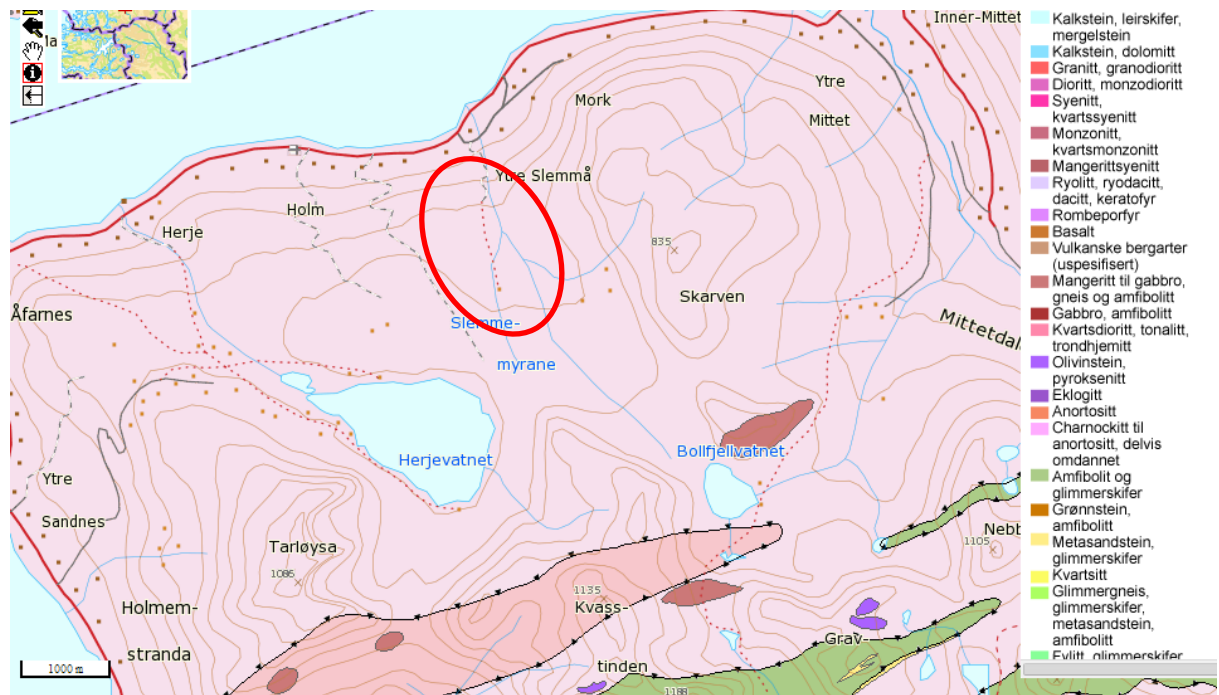 Inner-Mittet
Ytre
Mittet
Mork
Ytre Slemmå
Holm
Herje
835
Skarven
Åfarnes
Slemme-
myrane
Mittetdal
Bollfjellvatnet
Herjevatnet
Ytre
Sandnes
Tarløysa
1086
Nebb
1105
1135
Kvass-
tinden
Holmem-
stranda
Grav-
1188
1000 m
Kalkstein, leirskifer,
mergelstein
Kalkstein, dolomitt
Granitt, granodioritt
Dioritt, monzodioritt
Syenitt,
kvartssyenitt
Monzonitt,
kvartsmonzonitt
Mangerittsyenitt
Ryolitt, ryodacitt,
dacitt, keratofyr
Rombeporfyr
Basalt
Vulkanske bergarter
(uspesifisert)
Mangeritt til gabbro,
gneis og amfibolitt
Gabbro, amfibolitt
Kvartsdioritt, tonalitt,
trondhjemitt
Olivinstein,
pyroksenitt
Eklogitt
Anortositt
Charnockitt til
anortositt, delvis
omdannet
Amfibolit og
glimmerskifer
Grønnstein,
amfibolitt
Metasandstein,
glimmerskifer
Kvartsitt
Glimmergneis,
glimmerskifer,
metasandstein,
amfibolitt
Fylitt, glimmerskifer